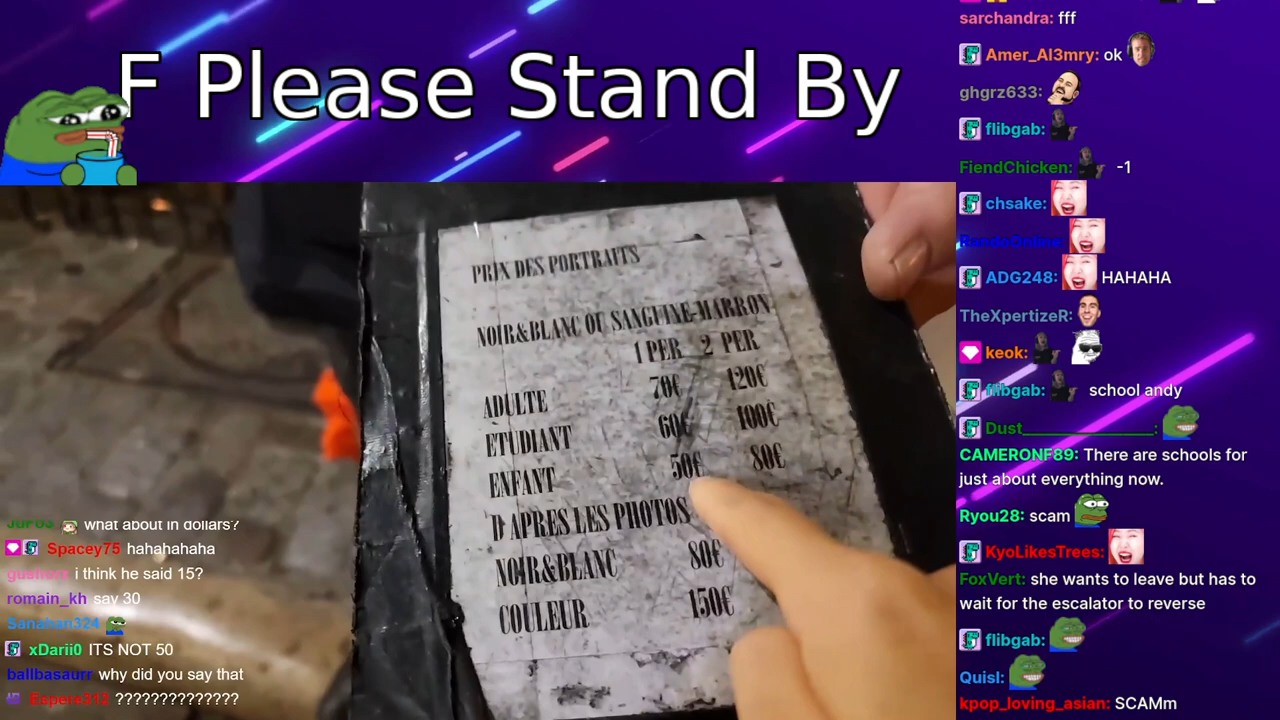 F Please Stand By
PRIX DES PORTRAITS
NOIR&BLANC OU SANGUINE-MARRON
1 PER 2 PER
ADULTE 70€ 120€
ETUDIANT 60€ 100€
ENFANT 50€ 80€
D APRES LES PHOTOS
NOIR&BLANC 80€
COULEUR 150€
what about in dollars?
Spacey75 hahahahaha
i think he said 15?
romain_kh say 30
Sanahan324
xDarii0 ITS NOT 50
ballbasaurr why did you say that
Espere312 ??????????????
sarchandra: fff
Amer_Al3mry: ok
ghgrz633:
flibgab:
FiendChicken: -1
chsake:
RandoOnline:
ADG248: HAHAHA
TheXpertizeR:
keok:
flibgab: school andy
Dust______________:
CAMERONF89: There are schools for
just about everything now.
Ryou28: scam
KyoLikesTrees:
FoxVert: she wants to leave but has to
wait for the escalator to reverse
flibgab:
Quisl:
kpop_loving_asian: SCAMm